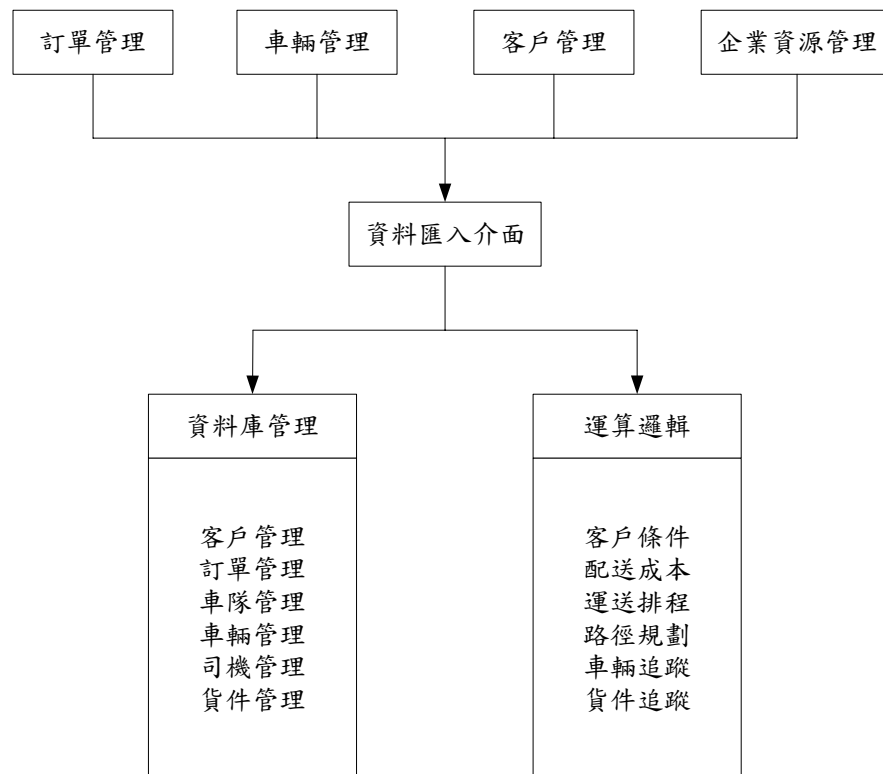 訂單管理
車輛管理
客戶管理
企業資源管理
資料匯入介面
資料庫管理
客戶管理
訂單管理
車隊管理
車輛管理
司機管理
貨件管理
運算邏輯
客戶條件
配送成本
運送排程
路徑規劃
車輛追蹤
貨件追蹤